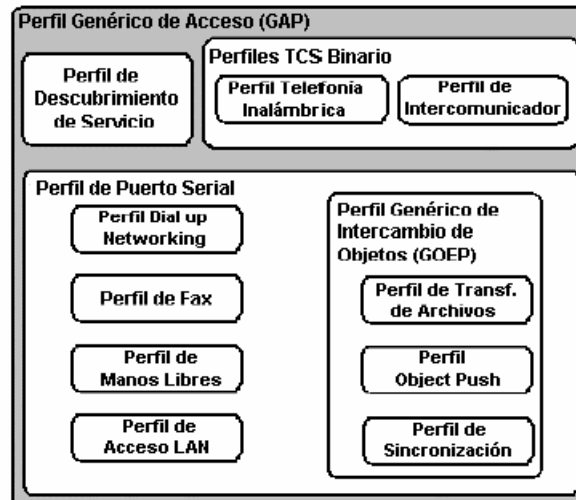 Perfil Genérico de Acceso (GAP)
Perfil de
Descubrimiento
de Servicio
Perfiles TCS Binario
Perfil Telefonía
Inalámbrica
Perfil de
Intercomunicador
Perfil de Puerto Serial
Perfil Dial up
Networking
Perfil de Fax
Perfil de
Manos Libres
Perfil de
Acceso LAN
Perfil Genérico de
Intercambio de
Objetos (GOEP)
Perfil de Transf.
de Archivos
Perfil
Object Push
Perfil de
Sincronización